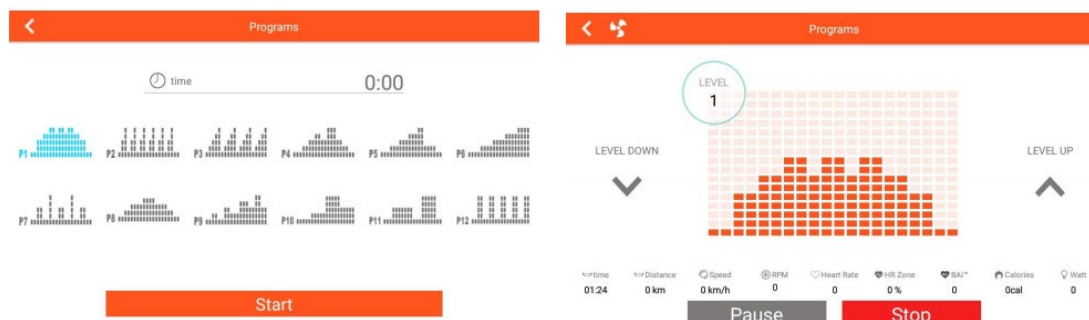 Programs
time 0:00
P1 P2 P3 P4 P5 P6
P7 P8 P9 P10 P11 P12
Start
Programs
LEVEL
1
LEVEL DOWN
LEVEL UP
time Distance Speed RPM Heart Rate HR Zone BAI™ Calories Watt
01:24 0 km 0 km/h 0 0 0 % 0 0cal 0
Pause Stop